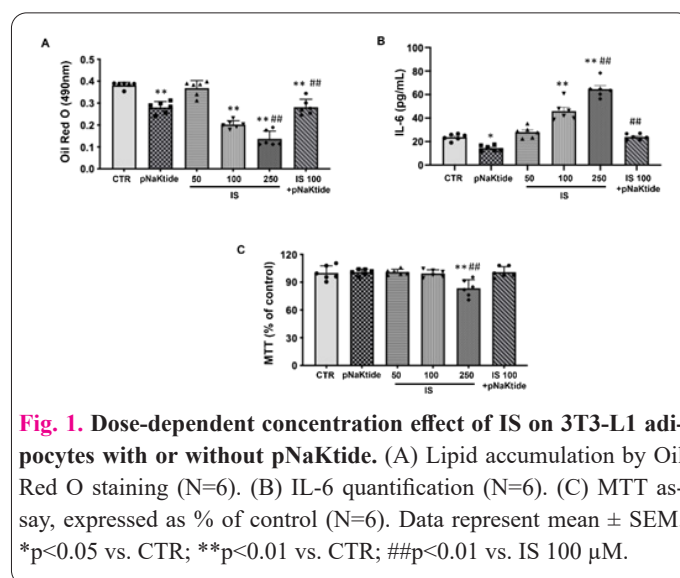 A
Oil Red O (490nm)
0.5
0.4
0.3
0.2
0.1
0.0
**
**
** ##
** ##
CTR
pNaKtide
50
100
250
IS 100
+pNaKtide
IS
B
IL-6 (pg/mL)
100
80
60
40
20
0
*
**
** ##
##
CTR
pNaKtide
50
100
250
IS 100
+pNaKtide
IS
C
MTT (% of control)
120
90
60
30
0
** ##
CTR
pNaKtide
50
100
250
IS 100
+pNaKtide
IS
Fig. 1. Dose-dependent concentration effect of IS on 3T3-L1 adi-
pocytes with or without pNaKtide. (A) Lipid accumulation by Oil
Red O staining (N=6). (B) IL-6 quantification (N=6). (C) MTT as-
say, expressed as % of control (N=6). Data represent mean ± SEM.
*p<0.05 vs. CTR; **p<0.01 vs. CTR; ##p<0.01 vs. IS 100 µM.